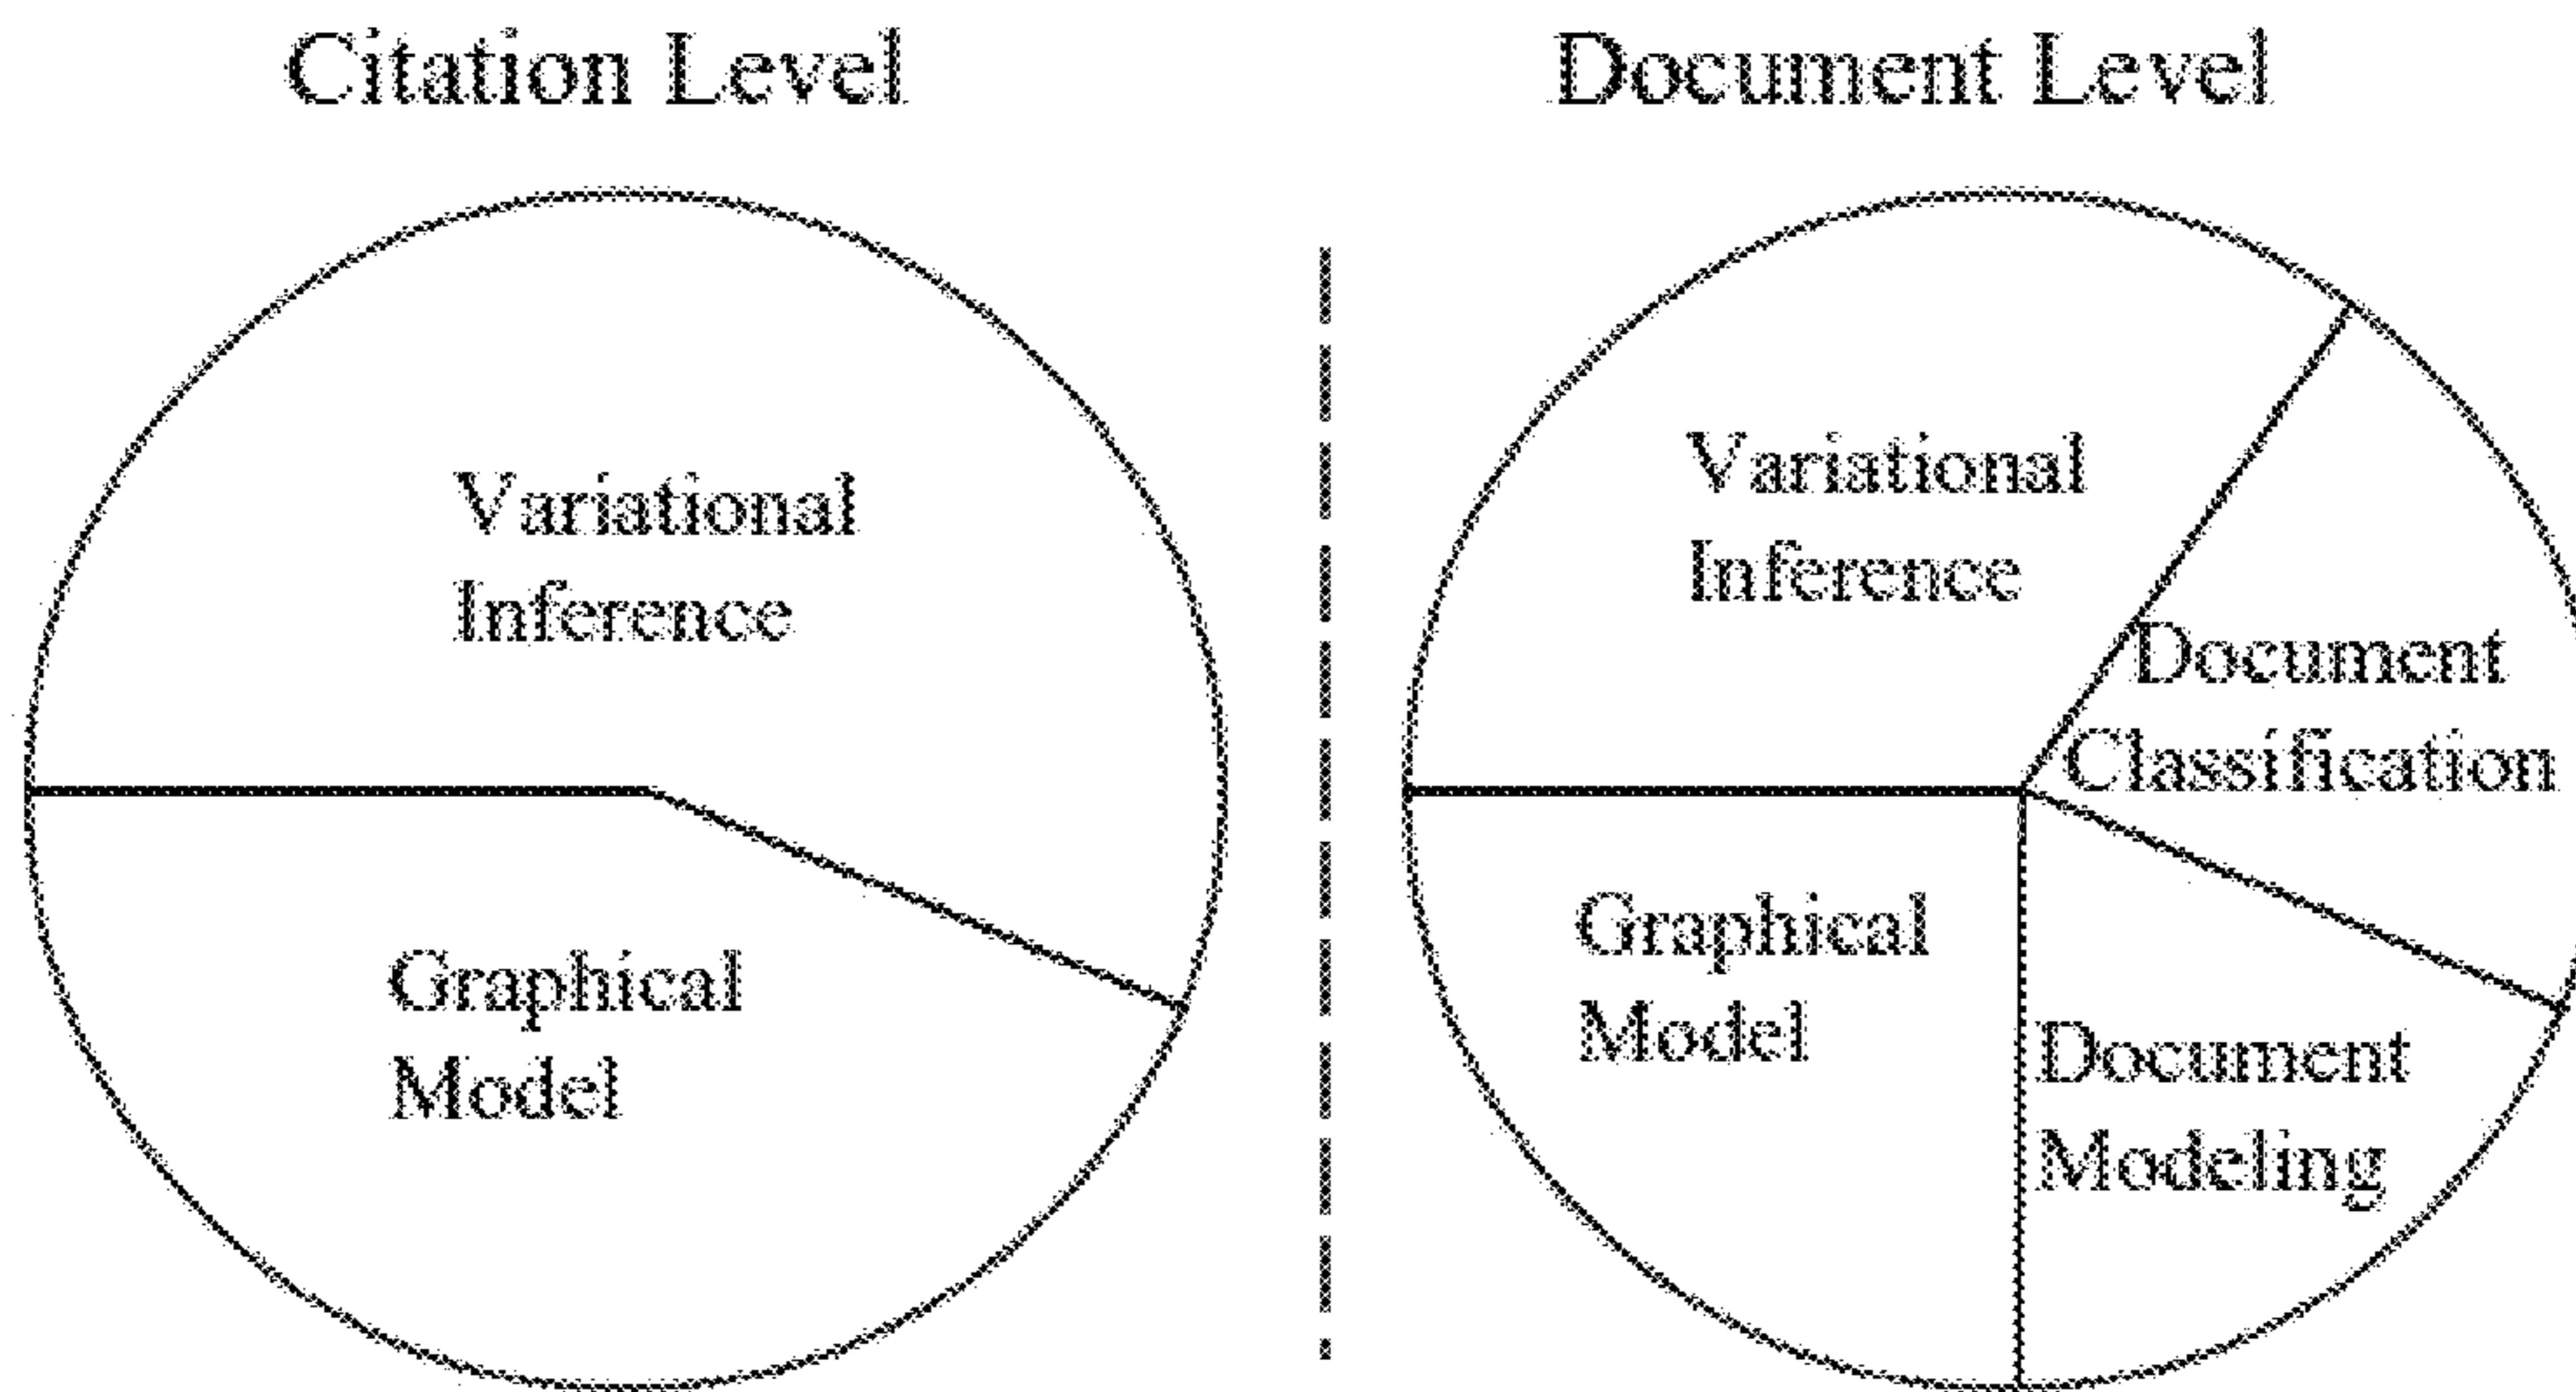 Citation Level
Variational
Inference
Graphical
Model
Document Level
Variational
Inference
Document
Classification
Graphical
Model
Document
Modeling